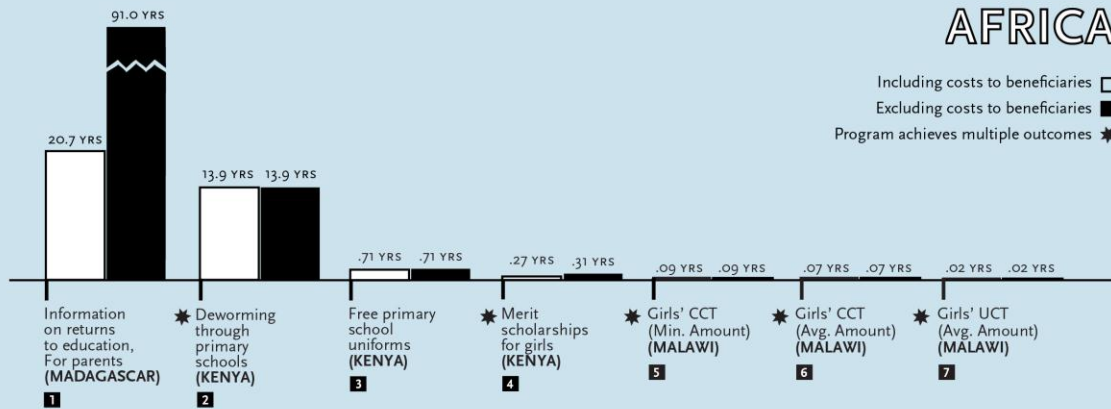 AFRICA
Including costs to beneficiaries
Excluding costs to beneficiaries
Program achieves multiple outcomes
91.0 YRS
20.7 YRS
13.9 YRS 13.9 YRS
.71 YRS .71 YRS
.27 YRS .31 YRS
.09 YRS .09 YRS
.07 YRS .07 YRS
.02 YRS .02 YRS
Information
on returns
to education,
For parents
(MADAGASCAR)
1
Deworming
through
primary
schools
(KENYA)
2
Free primary
school
uniforms
(KENYA)
3
Merit
scholarships
for girls
(KENYA)
4
Girls' CCT
(Min. Amount)
(MALAWI)
5
Girls' CCT
(Avg. Amount)
(MALAWI)
6
Girls' UCT
(Avg. Amount)
(MALAWI)
7